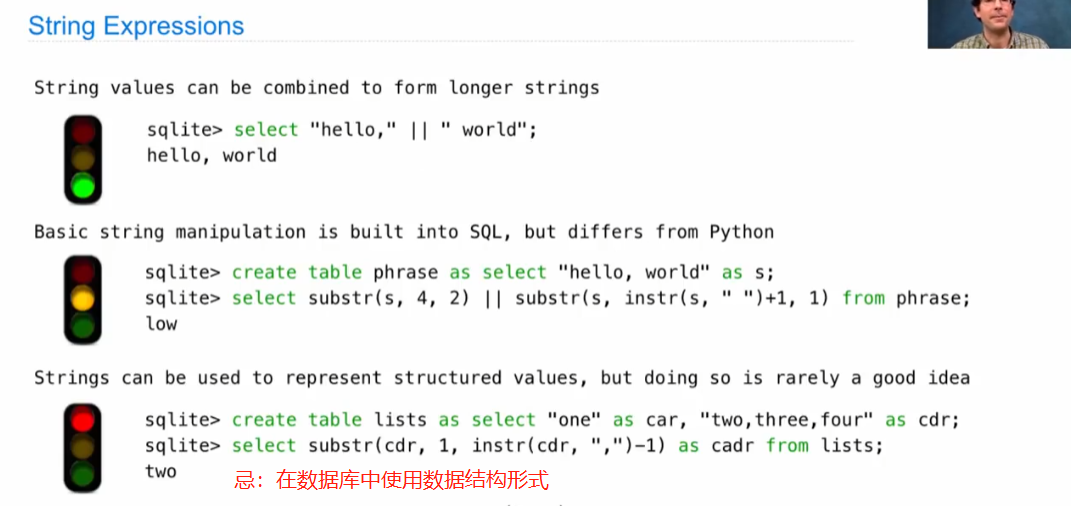 String Expressions
String values can be combined to form longer strings
sqlite> select "hello," || " world";
hello, world
Basic string manipulation is built into SQL, but differs from Python
sqlite> create table phrase as select "hello, world" as s;
sqlite> select substr(s, 4, 2) || substr(s, instr(s, " ")+1, 1) from phrase;
low
Strings can be used to represent structured values, but doing so is rarely a good idea
sqlite> create table lists as select "one" as car, "two,three,four" as cdr;
sqlite> select substr(cdr, 1, instr(cdr, ",")-1) as cadr from lists;
two
忌：在数据库中使用数据结构形式